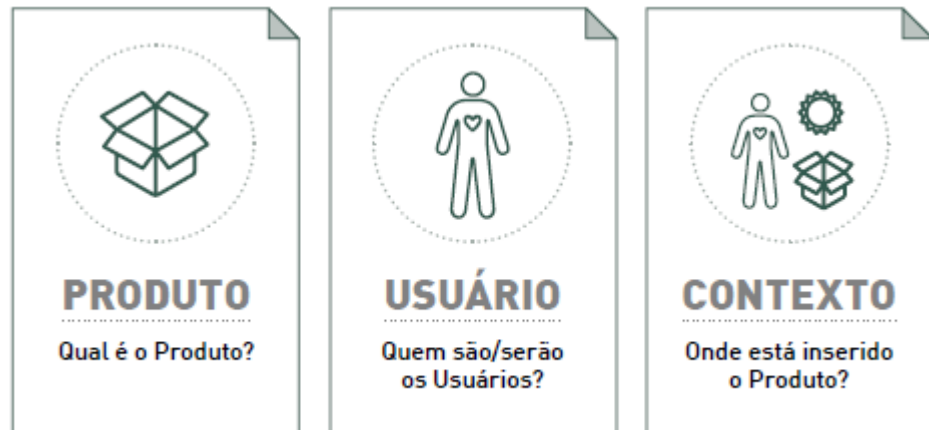 PRODUTO
Qual é o Produto?
USUÁRIO
Quem são/serão
os Usuários?
CONTEXTO
Onde está inserido
o Produto?